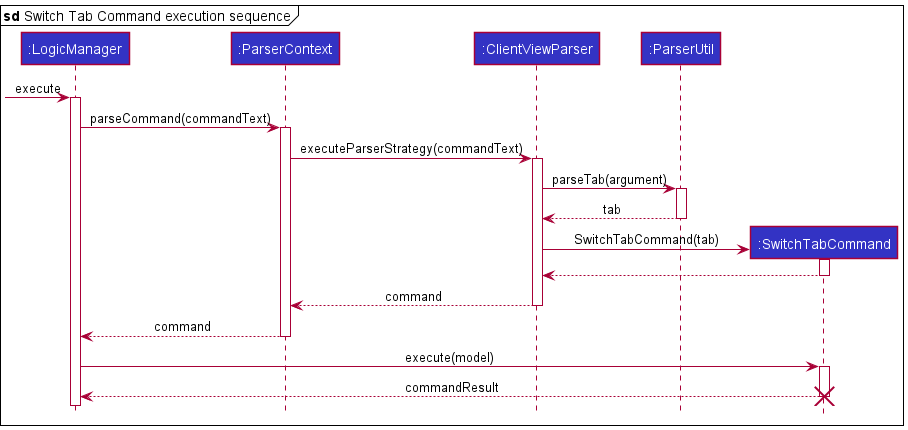 sd Switch Tab Command execution sequence
:LogicManager
:ParserContext
:ClientViewParser
:ParserUtil
execute
parseCommand(commandText)
executeParserStrategy(commandText)
parseTab(argument)
tab
SwitchTabCommand(tab)
:SwitchTabCommand
command
command
execute(model)
commandResult